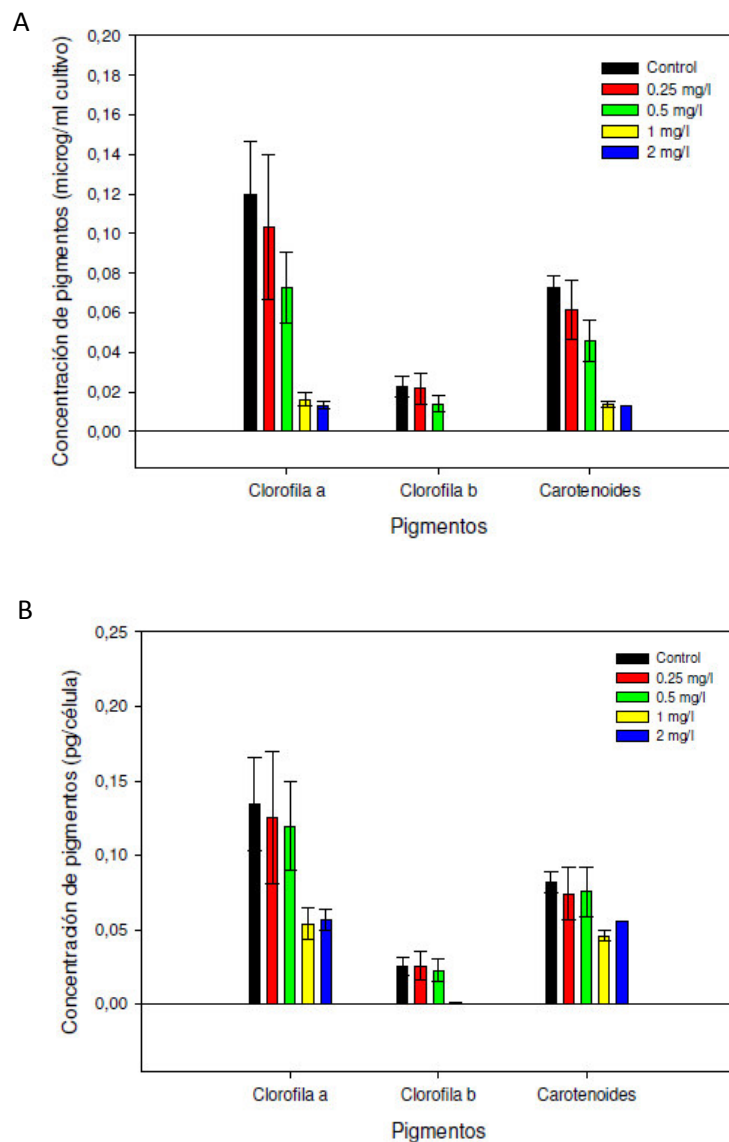 A
0,20
0,18
0,16
0,14
0,12
0,10
0,08
0,06
0,04
0,02
0,00
Concentración de pigmentos (microg/ml cultivo)
Control
0.25 mg/l
0.5 mg/l
1 mg/l
2 mg/l
Clorofila a
Clorofila b
Carotenoides
Pigmentos
B
0,25
0,20
0,15
0,10
0,05
0,00
Concentración de pigmentos (pg/célula)
Control
0.25 mg/l
0.5 mg/l
1 mg/l
2 mg/l
Clorofila a
Clorofila b
Carotenoides
Pigmentos